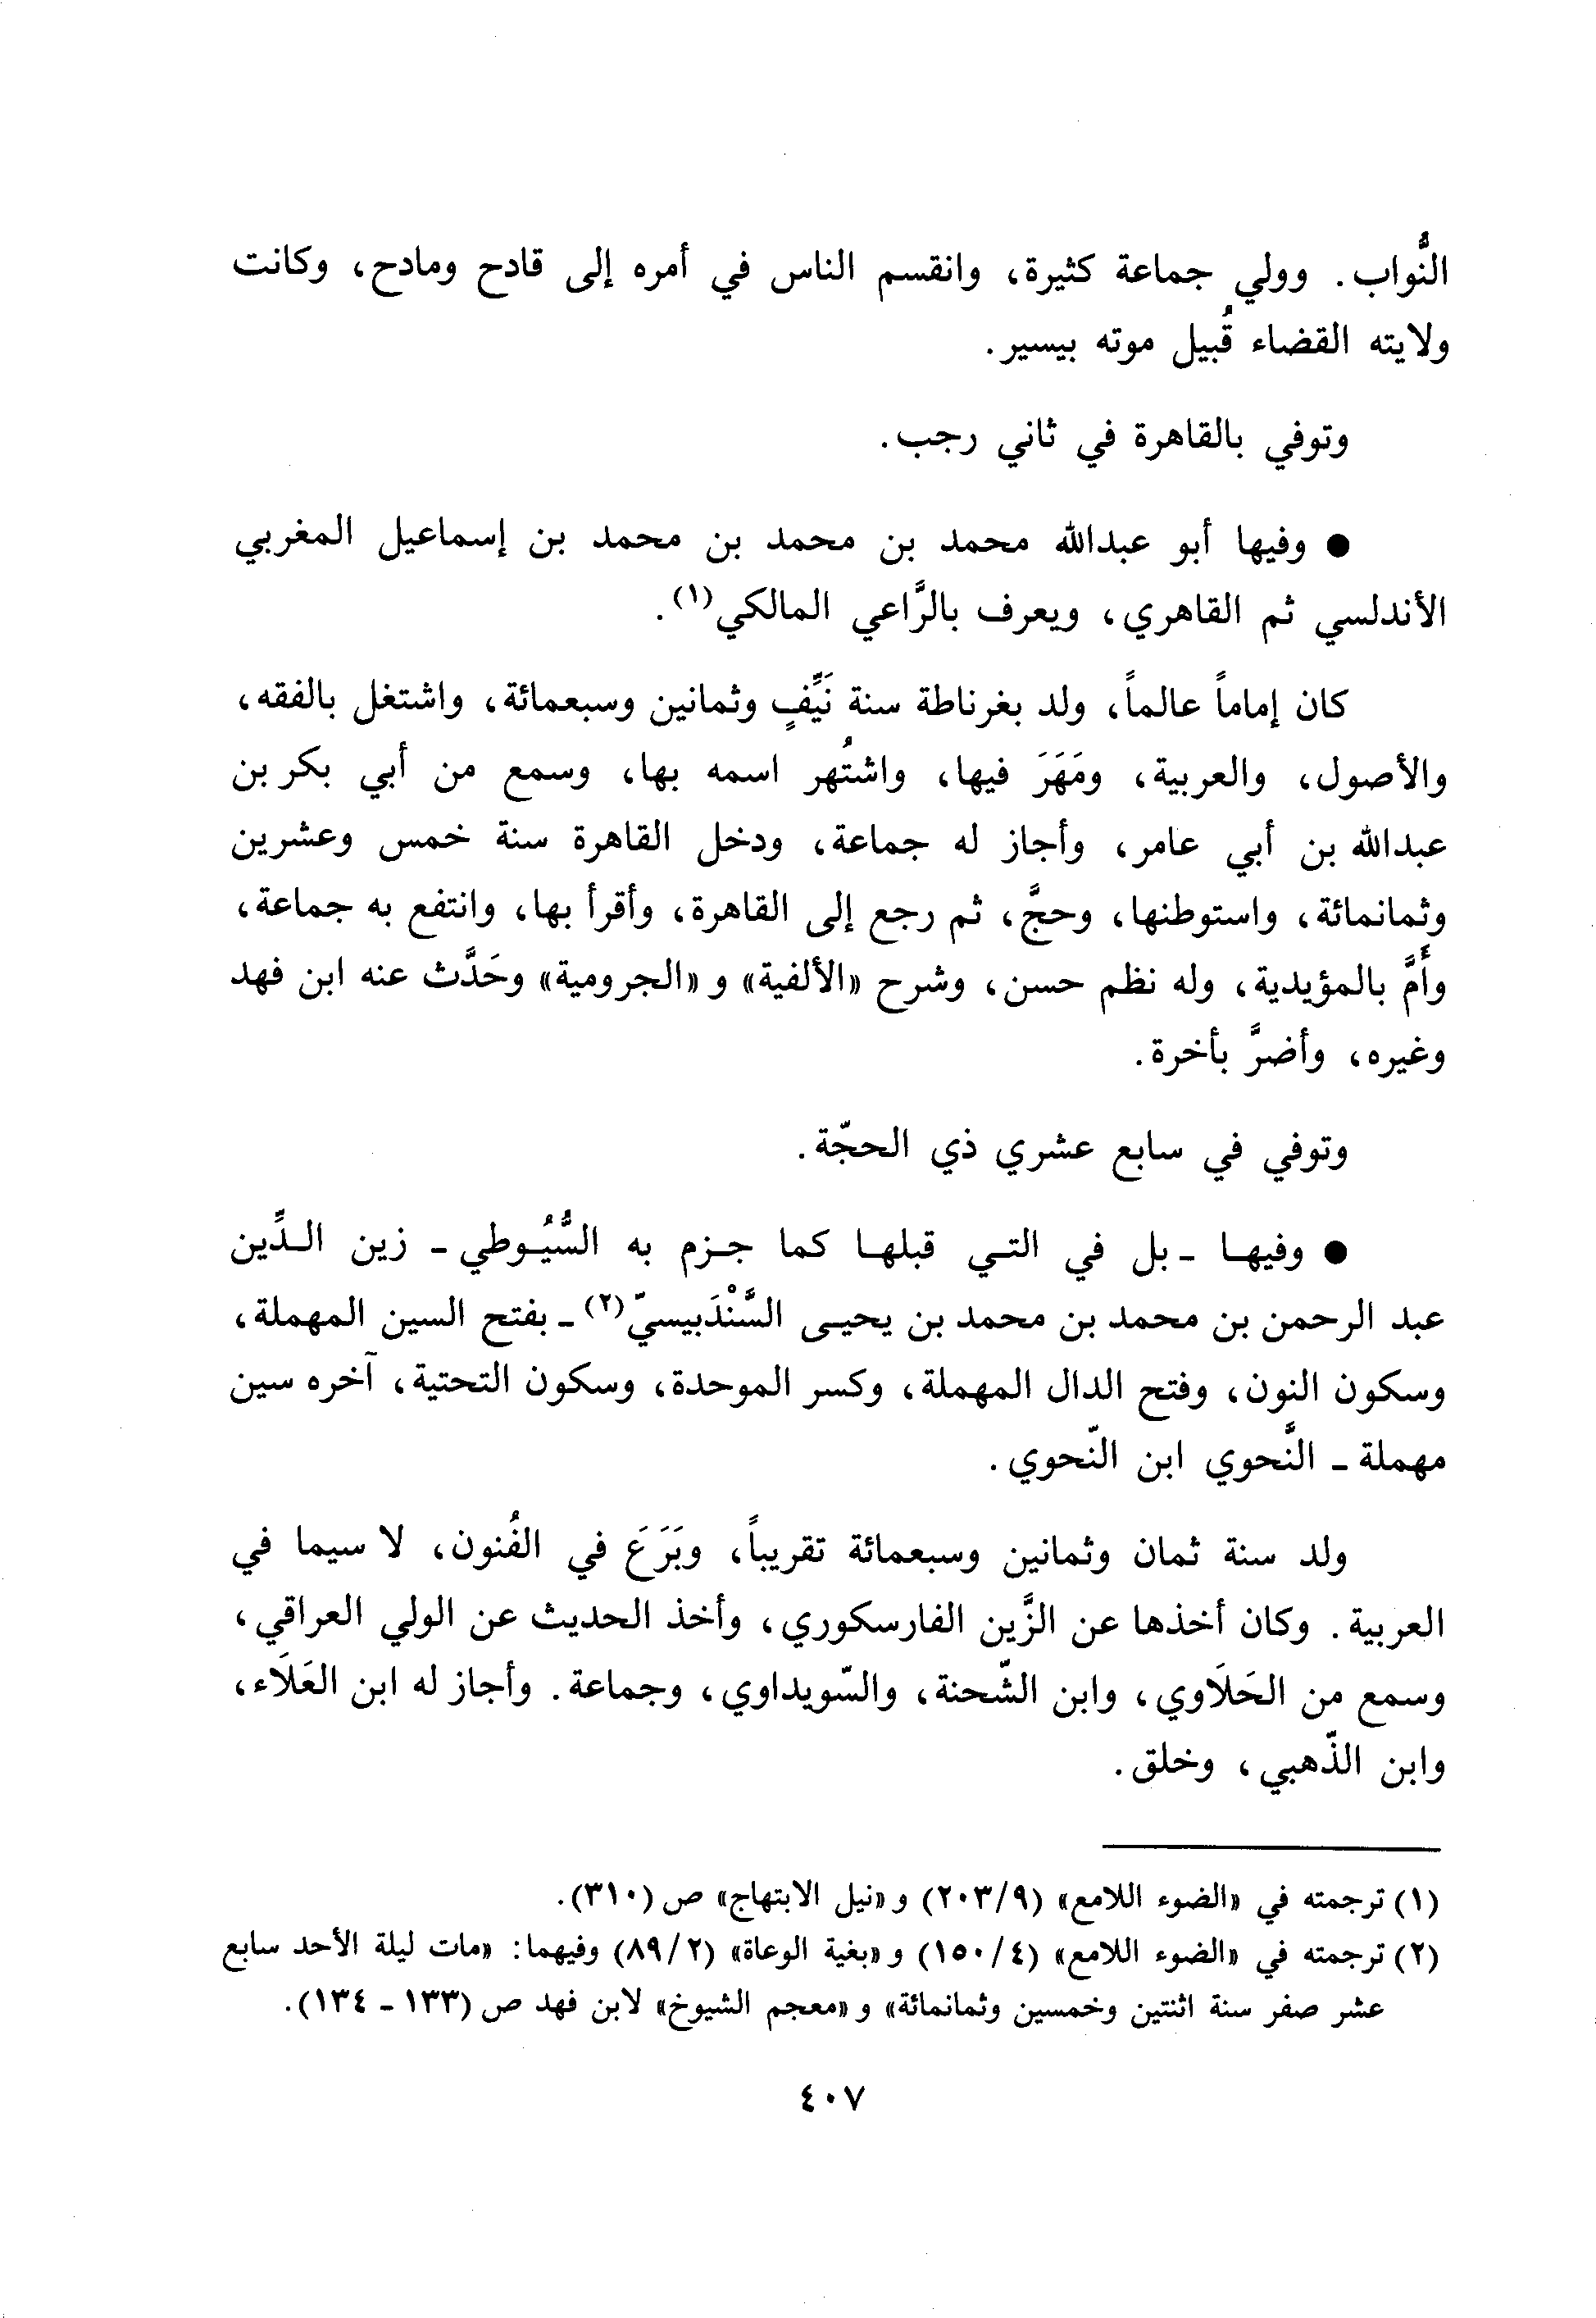 النُّواب. وولي جماعة كثيرة، وانقسم الناس في أمره إلى قادح ومادح، وكانت
ولايته القضاء قُبيل موته بيسير.
وتوفي بالقاهرة في ثاني رجب.
● وفيها أبو عبدالله محمد بن محمد بن محمد بن إسماعيل المغربي
الأندلسي ثم القاهري، ويعرف بالرَّاعي المالكي(١).
كان إماماً عالماً، ولد بغرناطة سنة نَيِّفٍ وثمانين وسبعمائة، واشتغل بالفقه،
والأصول، والعربية، ومَهَرَ فيها، واشتُهر اسمه بها، وسمع من أبي بكر بن
عبدالله بن أبي عامر، وأجاز له جماعة، ودخل القاهرة سنة خمس وعشرين
وثمانمائة، واستوطنها، وحجَّ، ثم رجع إلى القاهرة، وأقرأ بها، وانتفع به جماعة،
وأَمَّ بالمؤيدية، وله نظم حسن، وشرح «الألفية» و «الجرومية» وحَدَّث عنه ابن فهد
وغيره، وأضرَّ بأخرة.
وتوفي في سابع عشري ذي الحجّة.
● وفيها ـ بل في التي قبلها كما جزم به السُّيُوطي ـ زين الدِّين
عبد الرحمن بن محمد بن محمد بن يحيى السَّنْدَبيسيّ(٢) ـ بفتح السين المهملة،
وسكون النون، وفتح الدال المهملة، وكسر الموحدة، وسكون التحتية، آخره سين
مهملة ـ النَّحوي ابن النّحوي.
ولد سنة ثمان وثمانين وسبعمائة تقريباً، وبَرَعَ في الفُنون، لا سيما في
العربية. وكان أخذها عن الزَّين الفارسكوري، وأخذ الحديث عن الولي العراقي،
وسمع من الحَلَاوي، وابن الشّحنة، والسّويداوي، وجماعة. وأجاز له ابن العَلَاء،
وابن الذّهبي، وخلق.
(١) ترجمته في «الضوء اللامع» (٢٠٣/٩) و «نيل الابتهاج» ص (٣١٠).
(٢) ترجمته في «الضوء اللامع» (١٥٠/٤) و «بغية الوعاة» (٨٩/٢) وفيهما: «مات ليلة الأحد سابع
عشر صفر سنة اثنتين وخمسين وثمانمائة» و «معجم الشيوخ» لابن فهد ص (١٣٣ ـ ١٣٤).
٤٠٧